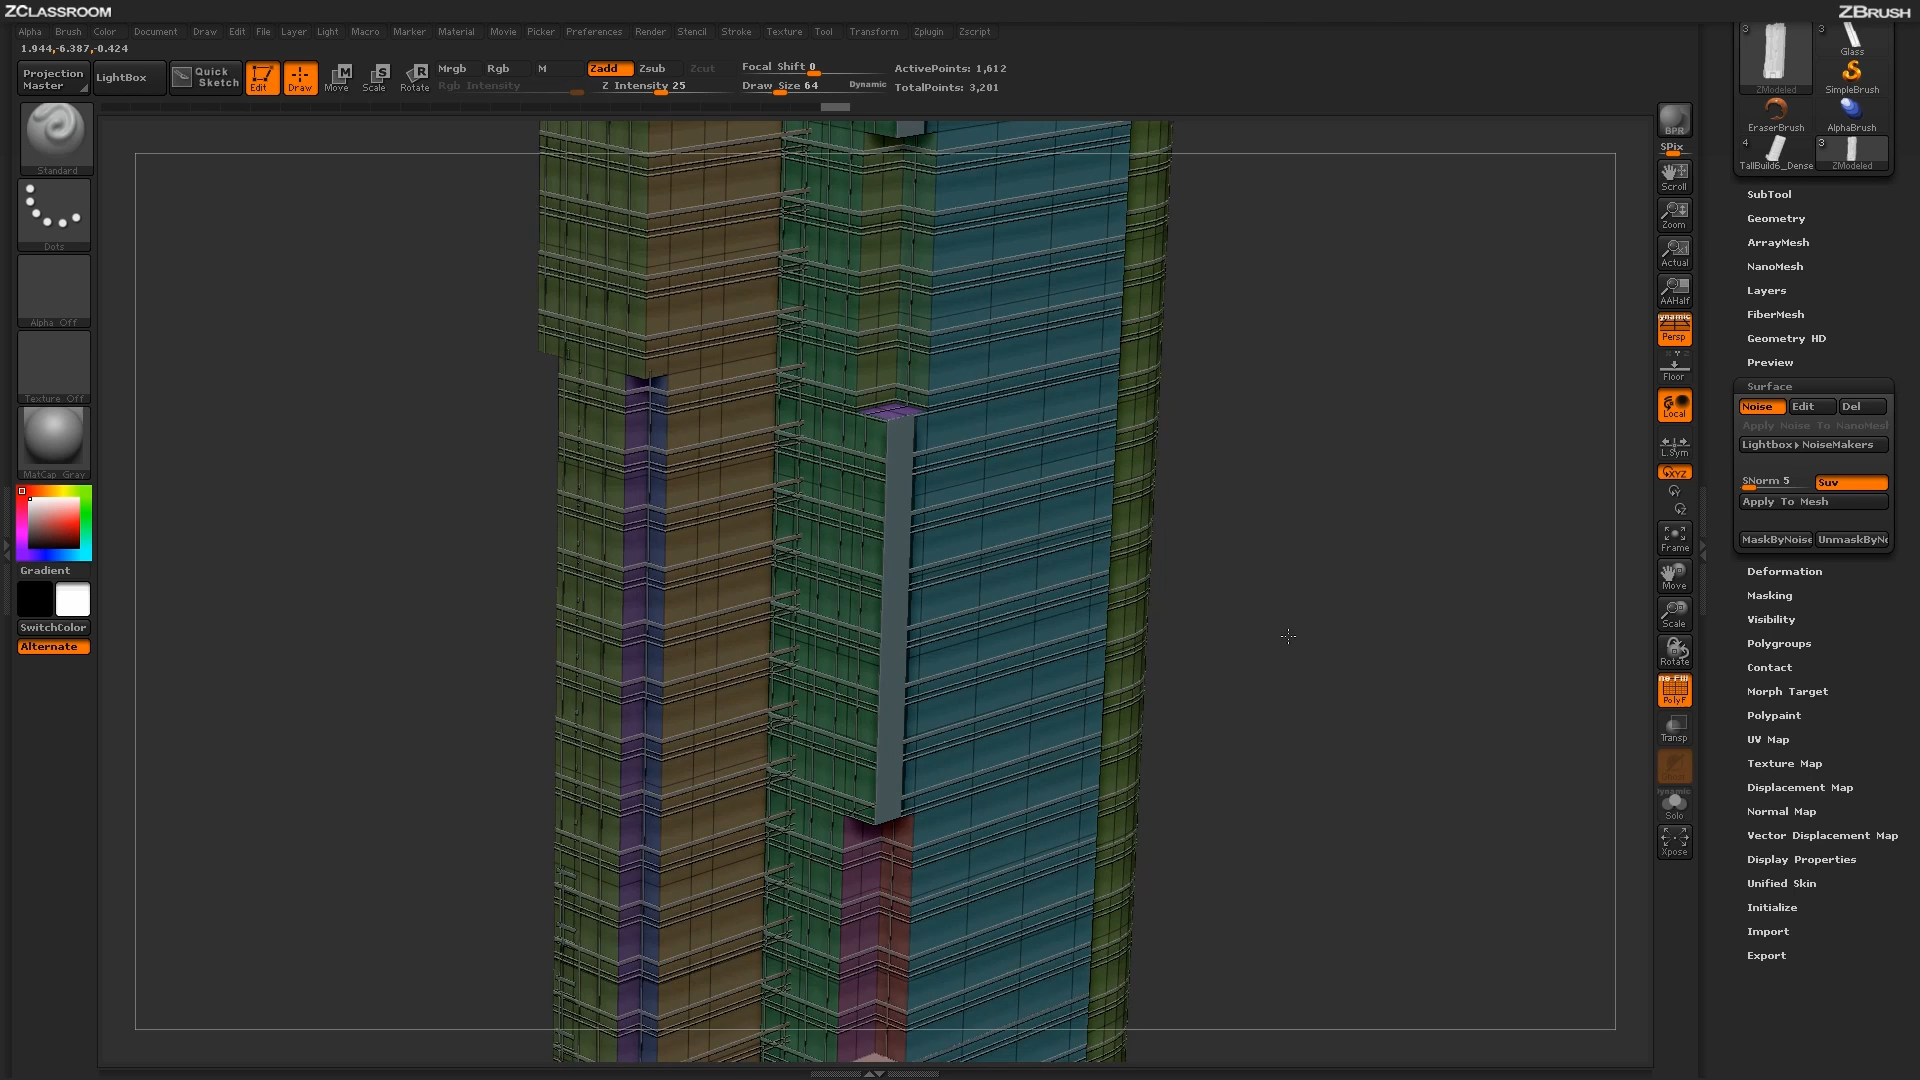 ZCLASSROOM
ZBRUSH
Alpha Brush Color Document Draw Edit File Layer Light Macro Marker Material Movie Picker Preferences Render Stencil Stroke Texture Tool Transform Zplugin Zscript
1.944,-6.387,-0.424
Projection Master
LightBox
Quick Sketch
Edit
Draw
Move
Scale
Rotate
Mrgb Rgb M
Rgb Intensity
Zadd Zsub Zcut
Z Intensity 25
Focal Shift 0
Draw Size 64
Dynamic
ActivePoints: 1,612
TotalPoints: 3,201
Standard
Dots
Alpha Off
Texture Off
MatCap Gray
Gradient
SwitchColor
Alternate
BPR
SPix
Scroll
Zoom
Actual
AAHalf
Persp
Floor
Local
L.Sym
XYZ
Frame
Move
Scale
Rotate
PolyF
Transp
Ghost
Dynamic
Solo
Xpose
3
3
ZModeled
Glass
SimpleBrush
EraserBrush
AlphaBrush
4
3
TallBuild6_Dense
ZModeled
SubTool
Geometry
ArrayMesh
NanoMesh
Layers
FiberMesh
Geometry HD
Preview
Surface
Noise Edit Del
Apply Noise To NanoMesh
Lightbox▸NoiseMakers
SNorm 5
Suv
Apply To Mesh
MaskByNoise UnmaskByNo
Deformation
Masking
Visibility
Polygroups
Contact
Morph Target
Polypaint
UV Map
Texture Map
Displacement Map
Normal Map
Vector Displacement Map
Display Properties
Unified Skin
Initialize
Import
Export